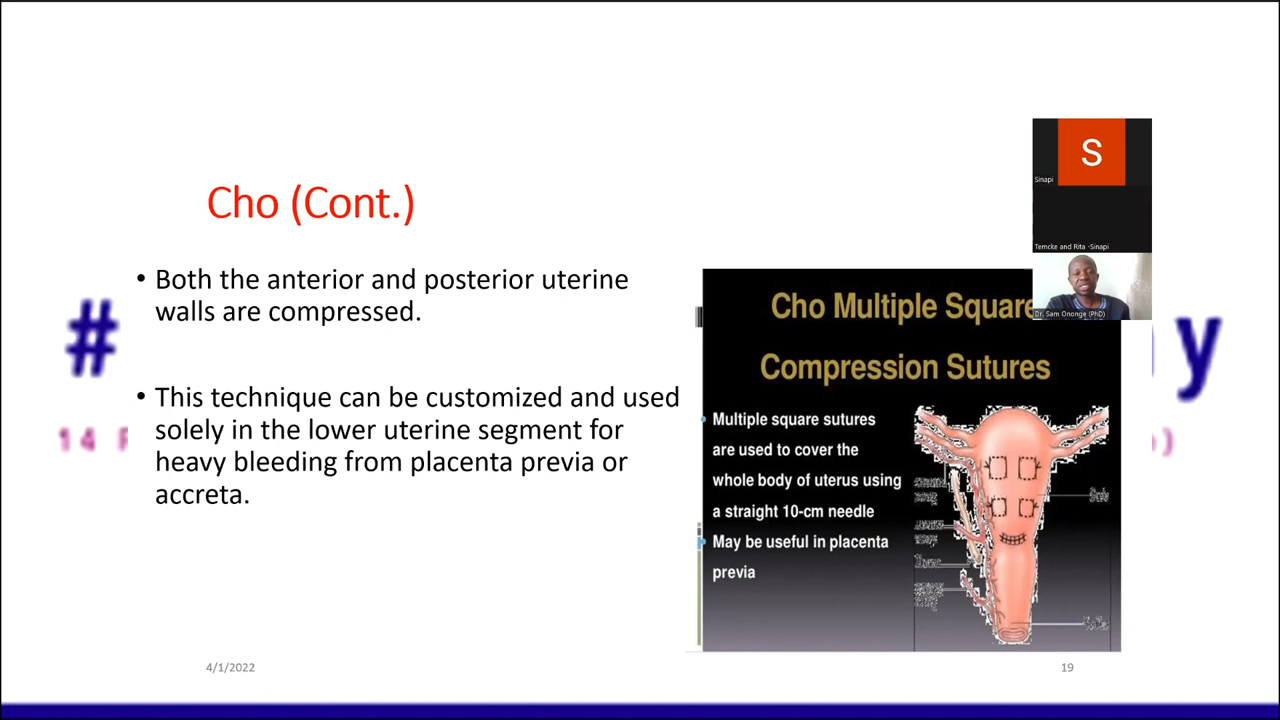 Cho (Cont.)
• Both the anterior and posterior uterine
walls are compressed.
• This technique can be customized and used
solely in the lower uterine segment for
heavy bleeding from placenta previa or
accreta.
#
14
y
)
S
Sinapi
Temcke and Rita -Sinapi
Dr. Sam Ononge (PhD)
Cho Multiple Square
Compression Sutures
• Multiple square sutures
are used to cover the
whole body of uterus using
a straight 10-cm needle
• May be useful in placenta
previa
4/1/2022
19